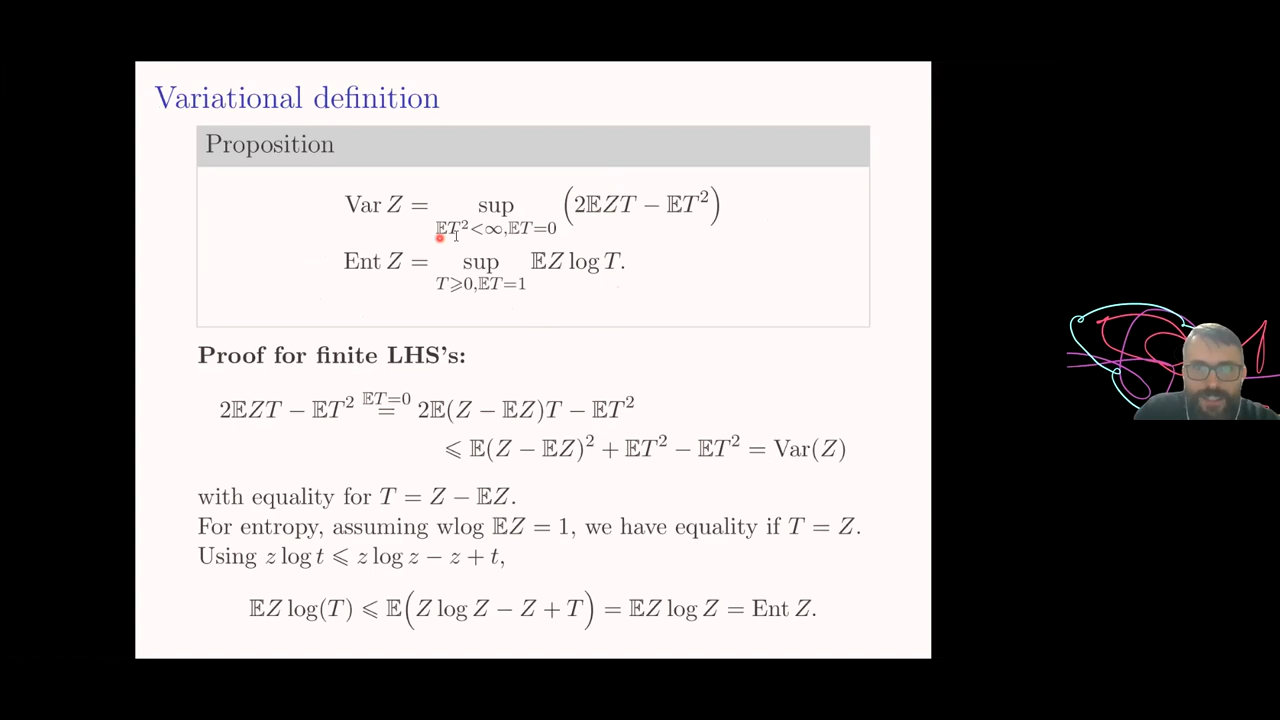 Variational definition
Proposition
Var Z = sup_{𝔼T²<∞,𝔼T=0} (2𝔼ZT − 𝔼T²)
Ent Z = sup_{T⩾0,𝔼T=1} 𝔼Z log T.
Proof for finite LHS's:
2𝔼ZT − 𝔼T² \overset{𝔼T=0}{=} 2𝔼(Z − 𝔼Z)T − 𝔼T²
⩽ 𝔼(Z − 𝔼Z)² + 𝔼T² − 𝔼T² = Var(Z)
with equality for T = Z − 𝔼Z.
For entropy, assuming wlog 𝔼Z = 1, we have equality if T = Z.
Using z log t ⩽ z log z − z + t,
𝔼Z log(T) ⩽ 𝔼(Z log Z − Z + T) = 𝔼Z log Z = Ent Z.